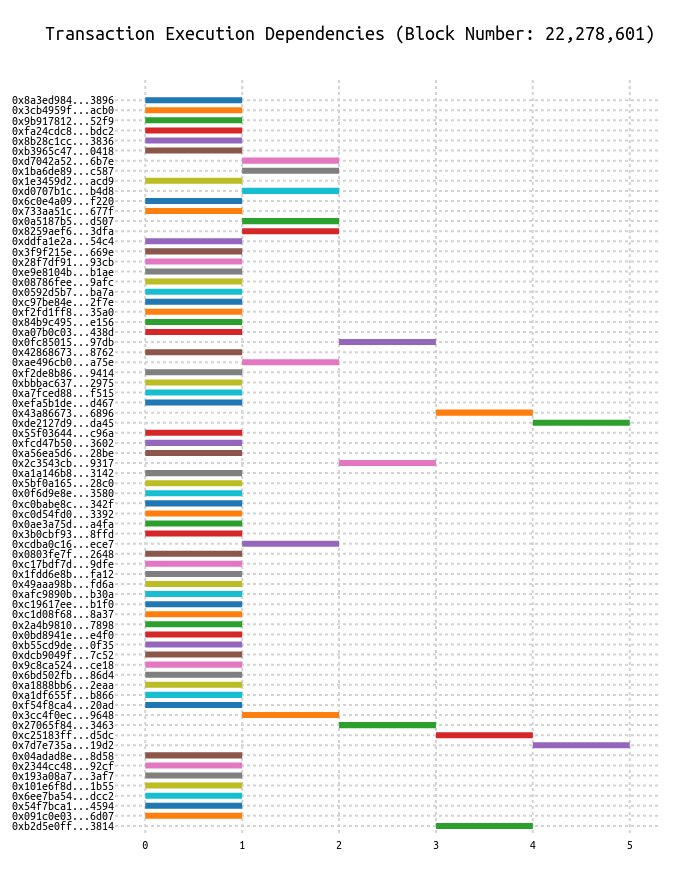 Transaction Execution Dependencies (Block Number: 22,278,601)
0x8a3ed984...3896
0x3cb4959f...acb0
0x9b917812...52f9
0xfa24cdc8...bdc2
0x8b28c1cc...3836
0xb3965c47...0418
0xd7042a52...6b7e
0x1ba6de89...c587
0x1e3459d2...acd9
0xd0707b1c...b4d8
0x6c0e4a09...f220
0x733aa51c...677f
0x0a5187b5...d507
0x8259aef6...3dfa
0xddfa1e2a...54c4
0x3f9f215e...669e
0x28f7df91...93cb
0xe9e8104b...b1ae
0x08786fee...9afc
0x0592d5b7...ba7a
0xc97be84e...2f7e
0xf2fd1ff8...35a0
0x84b9c495...e156
0xa07b0c03...438d
0x0fc85015...97db
0x42868673...8762
0xae496cb0...a75e
0xf2de8b86...9414
0xbbbac637...2975
0xa7fced88...f515
0xefa5b1de...d467
0x43a86673...6896
0xde2127d9...da45
0x55f03644...c96a
0xfcd47b50...3602
0xa56ea5d6...28be
0x2c3543cb...9317
0xa1a146b8...3142
0x5bf0a165...28c0
0x0f6d9e8e...3580
0xc0babe8c...342f
0xc0d54fd0...3392
0x0ae3a75d...a4fa
0x3b0cbf93...8ffd
0xcdba0c16...ece7
0x0803fe7f...2648
0xc17bdf7d...9dfe
0x1fdd6e8b...fa12
0x49aaa98b...fd6a
0xafc9890b...b30a
0xc19617ee...b1f0
0xc1d08f68...8a37
0x2a4b9810...7898
0x0bd8941e...e4f0
0xb55cd9de...0f35
0xdcb9049f...7c52
0x9c8ca524...ce18
0x6bd502fb...86d4
0xa1888bb6...2eaa
0xa1df655f...b866
0xf54f8ca4...20ad
0x3cc4f0ec...9648
0x27065f84...3463
0xc25183ff...d5dc
0x7d7e735a...19d2
0x04adad8e...8d58
0x2344cc48...92cf
0x193a08a7...3af7
0x101e6f8d...1b55
0x6ee7ba54...dcc2
0x54f7bca1...4594
0x091c0e03...6d07
0xb2d5e0ff...3814
0 1 2 3 4 5